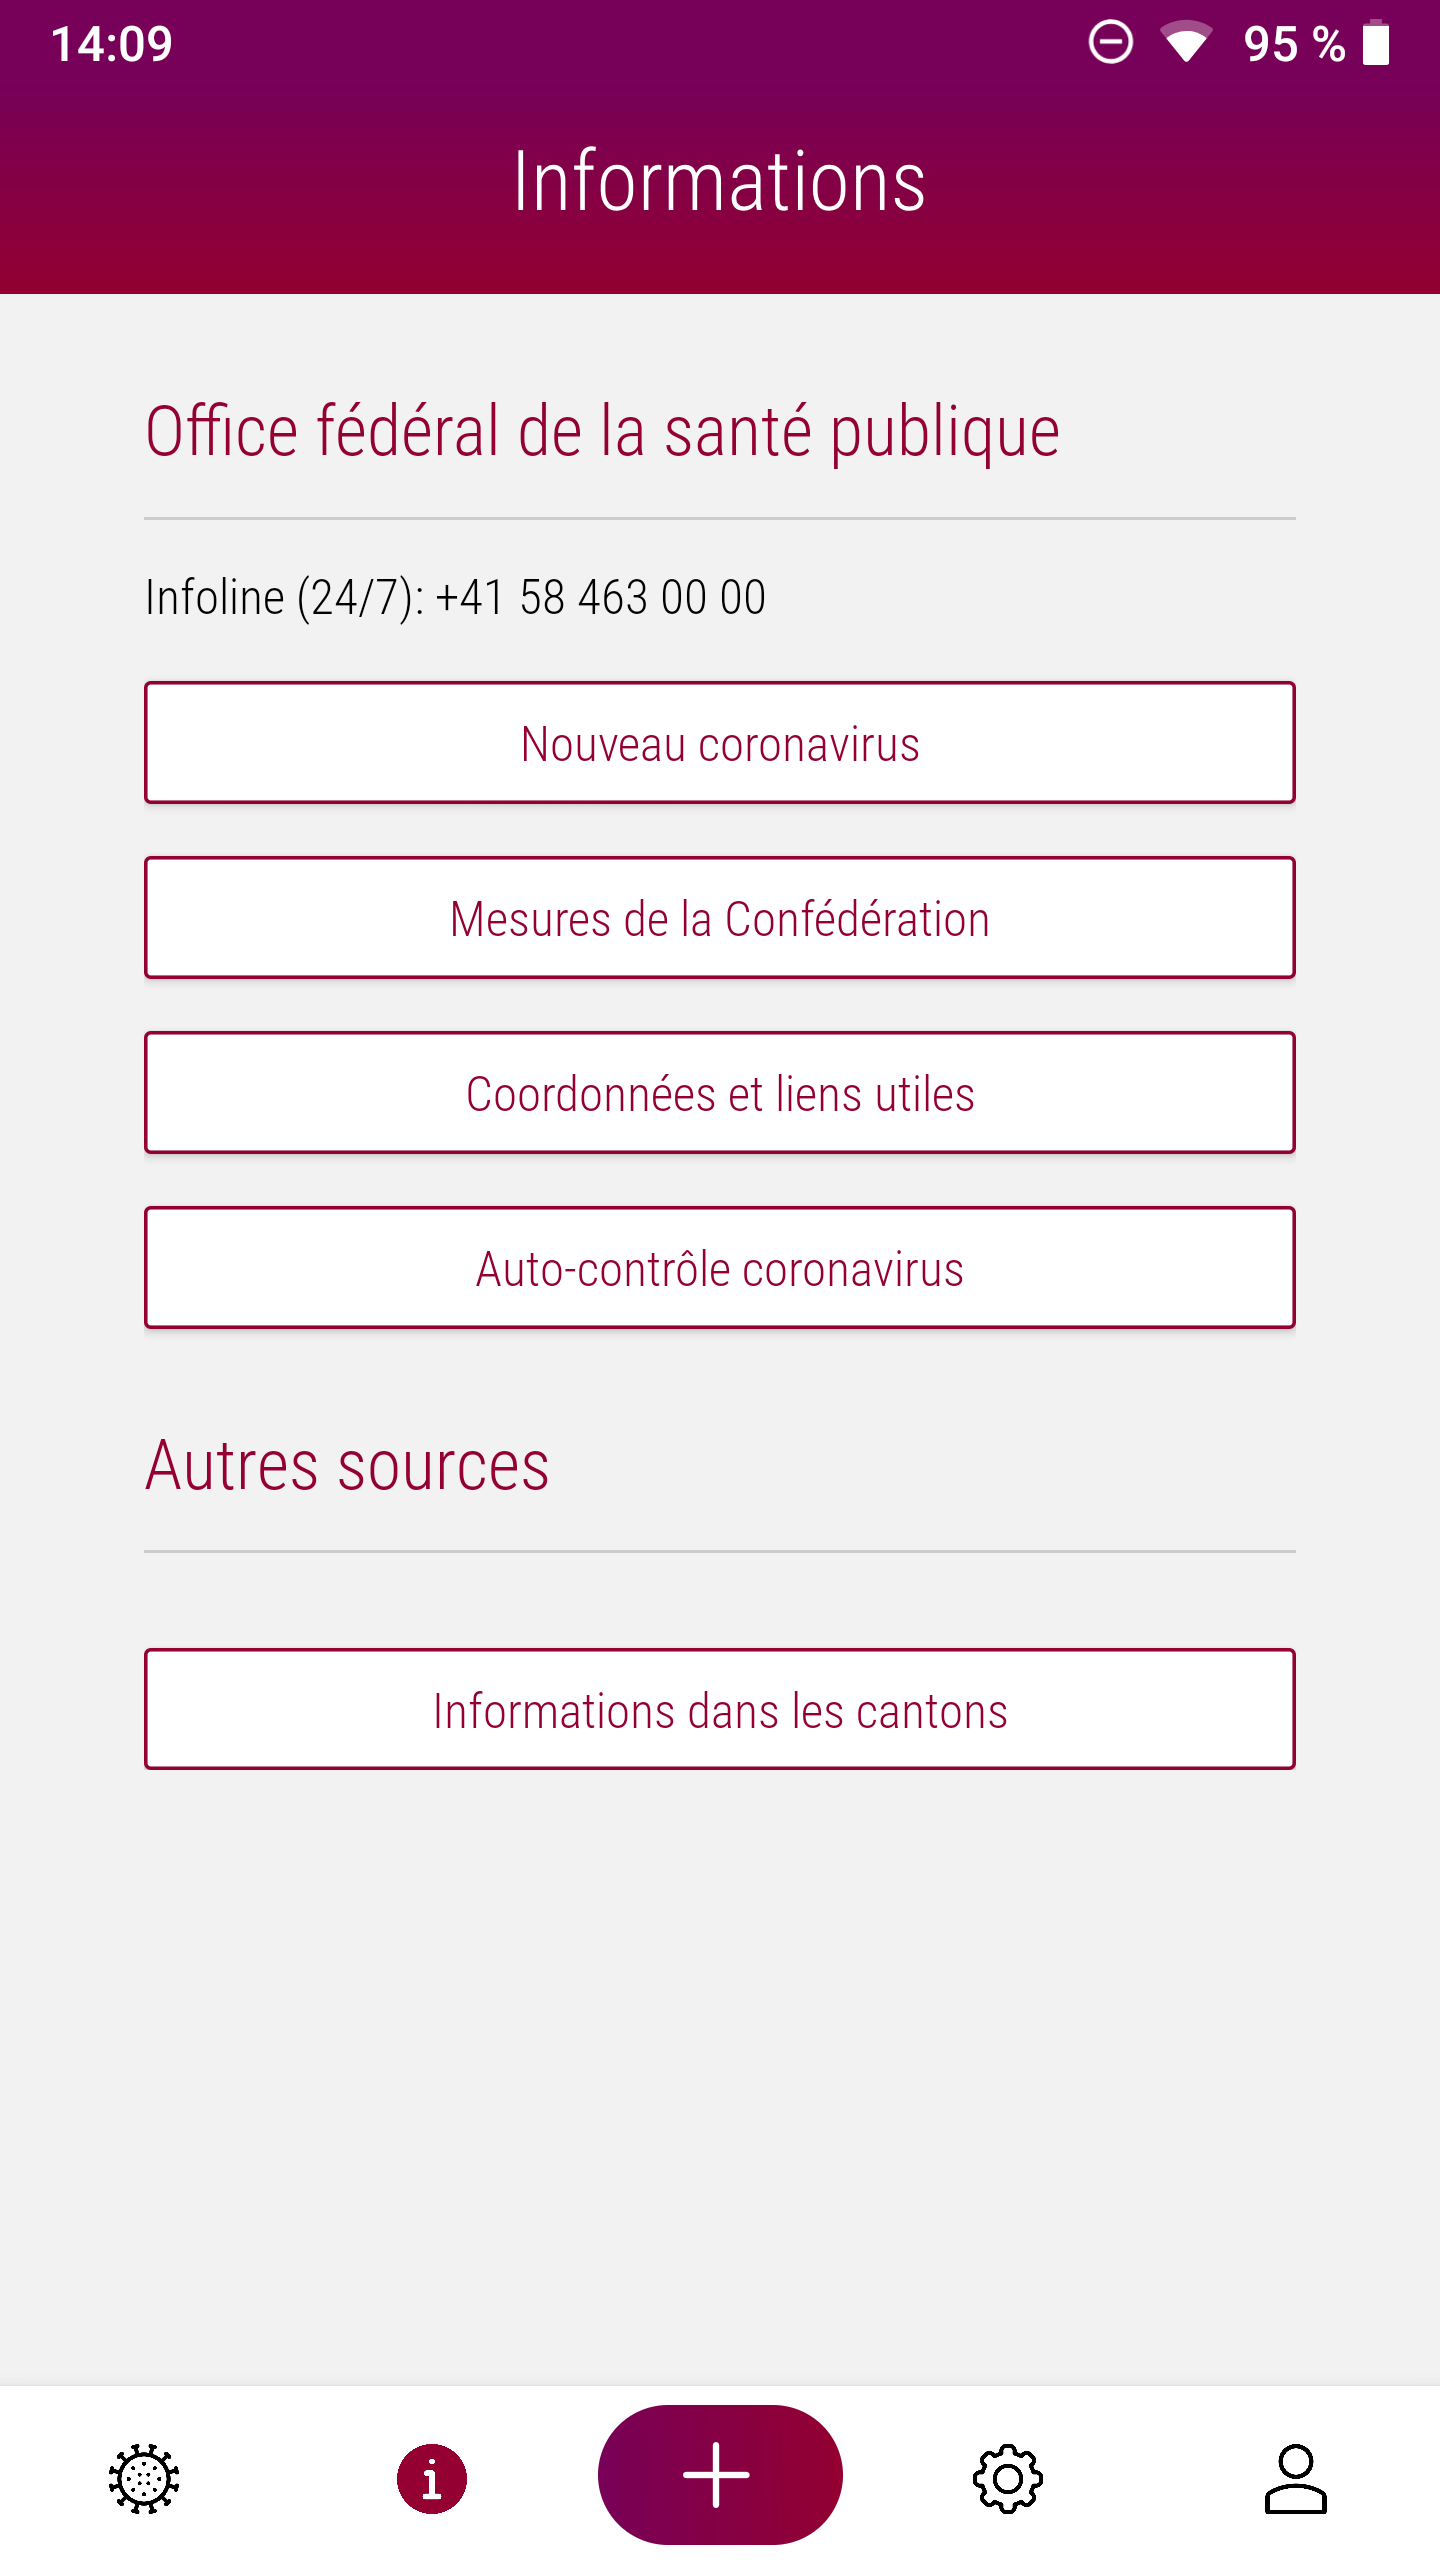 14:09
95 %
Informations
Office fédéral de la santé publique
Infoline (24/7): +41 58 463 00 00
Nouveau coronavirus
Mesures de la Confédération
Coordonnées et liens utiles
Auto-contrôle coronavirus
Autres sources
Informations dans les cantons